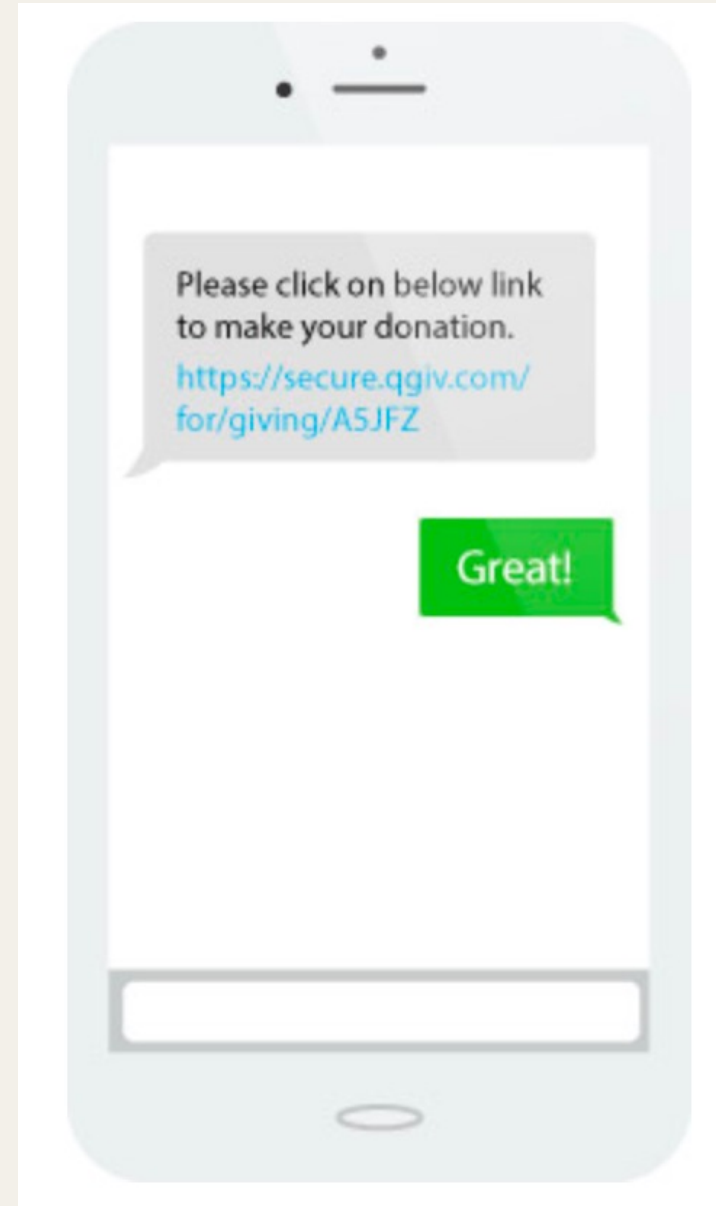 Please click on below link
to make your donation.
https://secure.qgiv.com/
for/giving/A5JFZ
Great!